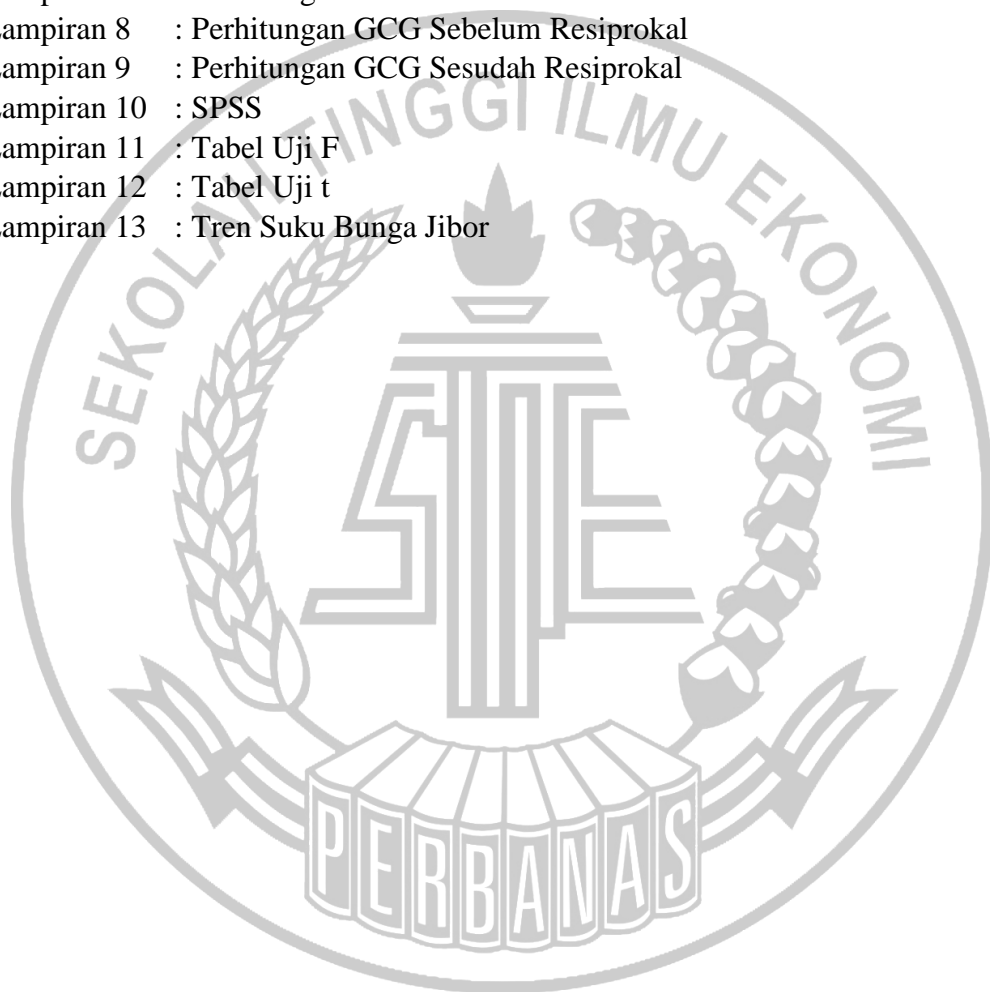 ampiran 8 : Perhitungan GCG Sebelum Resiprokal
ampiran 9 : Perhitungan GCG Sesudah Resiprokal
ampiran 10 : SPSS
ampiran 11 : Tabel Uji F
ampiran 12 : Tabel Uji t
ampiran 13 : Tren Suku Bunga Jibor
SEKOLAH TINGGI ILMU EKONOMI
STIE
PERBANAS